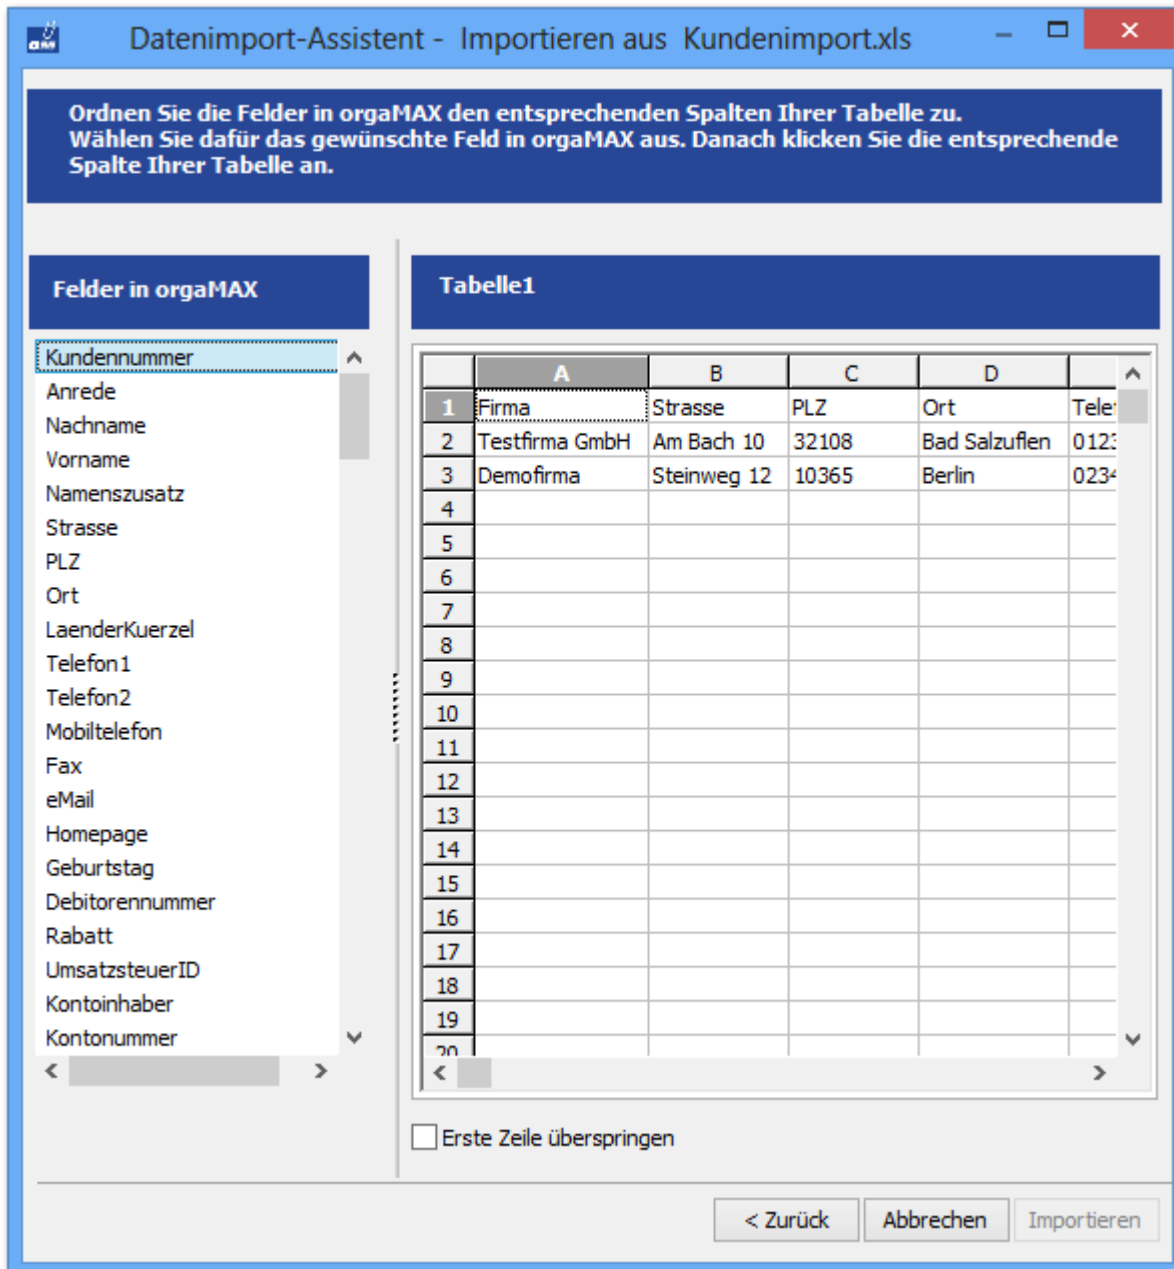 Datenimport-Assistent - Importieren aus Kundenimport.xls
Ordnen Sie die Felder in orgaMAX den entsprechenden Spalten Ihrer Tabelle zu.
Wählen Sie dafür das gewünschte Feld in orgaMAX aus. Danach klicken Sie die entsprechende
Spalte Ihrer Tabelle an.
Felder in orgaMAX
Kundennummer
Anrede
Nachname
Vorname
Namenszusatz
Strasse
PLZ
Ort
LaenderKuerzel
Telefon1
Telefon2
Mobiltelefon
Fax
eMail
Homepage
Geburtstag
Debitorennummer
Rabatt
UmsatzsteuerID
Kontoinhaber
Kontonummer
Tabelle1
A B C D
1 Firma Strasse PLZ Ort
2 Testfirma GmbH Am Bach 10 32108 Bad Salzuflen 0123
3 Demofirma Steinweg 12 10365 Berlin 0234
4
5
6
7
8
9
10
11
12
13
14
15
16
17
18
19
20
Erste Zeile überspringen
< Zurück Abbrechen Importieren